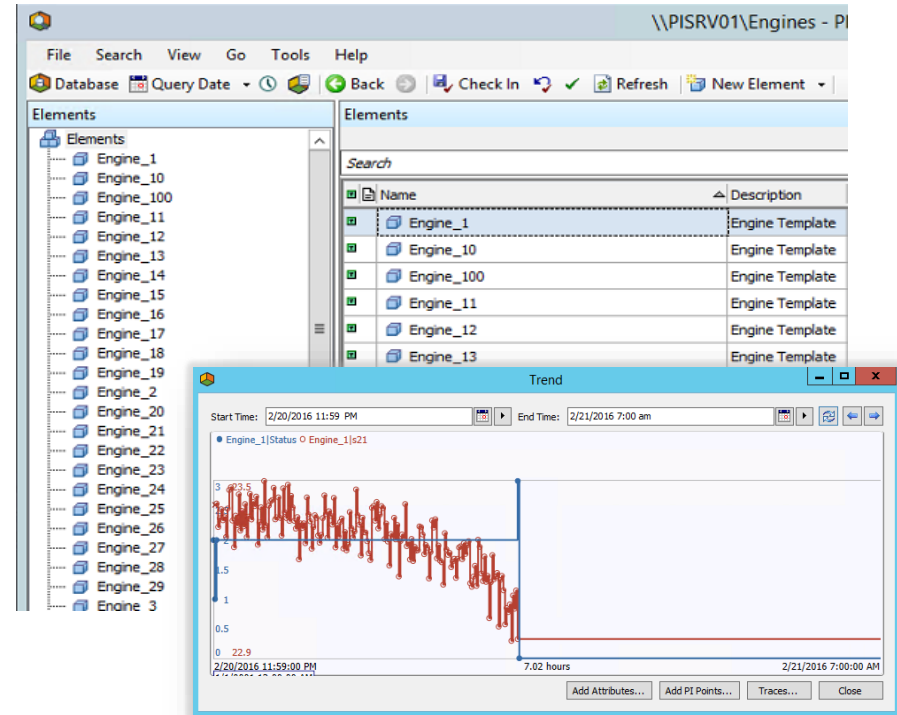 \\PISRV01\Engines - P
File Search View Go Tools Help
Database Query Date Back Check In Refresh New Element
Elements
Elements
Engine_1
Engine_10
Engine_100
Engine_11
Engine_12
Engine_13
Engine_14
Engine_15
Engine_16
Engine_17
Engine_18
Engine_19
Engine_2
Engine_20
Engine_21
Engine_22
Engine_23
Engine_24
Engine_25
Engine_26
Engine_27
Engine_28
Engine_29
Engine_3
Elements
Search
Name Description
Engine_1 Engine Template
Engine_10 Engine Template
Engine_100 Engine Template
Engine_11 Engine Template
Engine_12 Engine Template
Engine_13 Engine Template
Trend
Start Time: 2/20/2016 11:59 PM End Time: 2/21/2016 7:00 am
Engine_1|Status Engine_1|s21
3 23.5
2
1.5
1
0.5
0 22.9
2/20/2016 11:59:00 PM 7.02 hours 2/21/2016 7:00:00 AM
Add Attributes... Add PI Points... Traces... Close